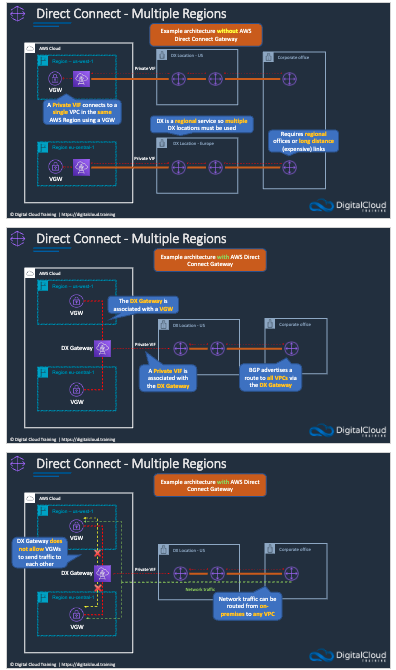 Direct Connect - Multiple Regions
Example architecture without AWS
Direct Connect Gateway
AWS Cloud
Region – us-west-1
VGW
Private VIF
DX Location - US
Corporate office
A Private VIF connects to a
single VPC in the same
AWS Region using a VGW
DX is a regional service so multiple
DX locations must be used
Requires regional
offices or long distance
(expensive) links
Region eu-central-1
VGW
Private VIF
DX Location - Europe
© Digital Cloud Training | https://digitalcloud.training
DigitalCloud
TRAINING
Direct Connect - Multiple Regions
Example architecture with AWS Direct
Connect Gateway
AWS Cloud
Region – us-west-1
VGW
The DX Gateway is
associated with a VGW
DX Gateway
Private VIF
DX Location - US
Corporate office
A Private VIF is
associated with
the DX Gateway
BGP advertises a
route to all VPCs via
the DX Gateway
Region eu-central-1
VGW
© Digital Cloud Training | https://digitalcloud.training
DigitalCloud
TRAINING
Direct Connect - Multiple Regions
Example architecture with AWS Direct
Connect Gateway
AWS Cloud
Region – us-west-1
VGW
DX Gateway does
not allow VGWs
to send traffic to
each other
DX Gateway
Private VIF
DX Location - US
Corporate office
Network traffic
Network traffic can be
routed from on-
premises to any VPC
Region eu-central-1
VGW
© Digital Cloud Training | https://digitalcloud.training
DigitalCloud
TRAINING